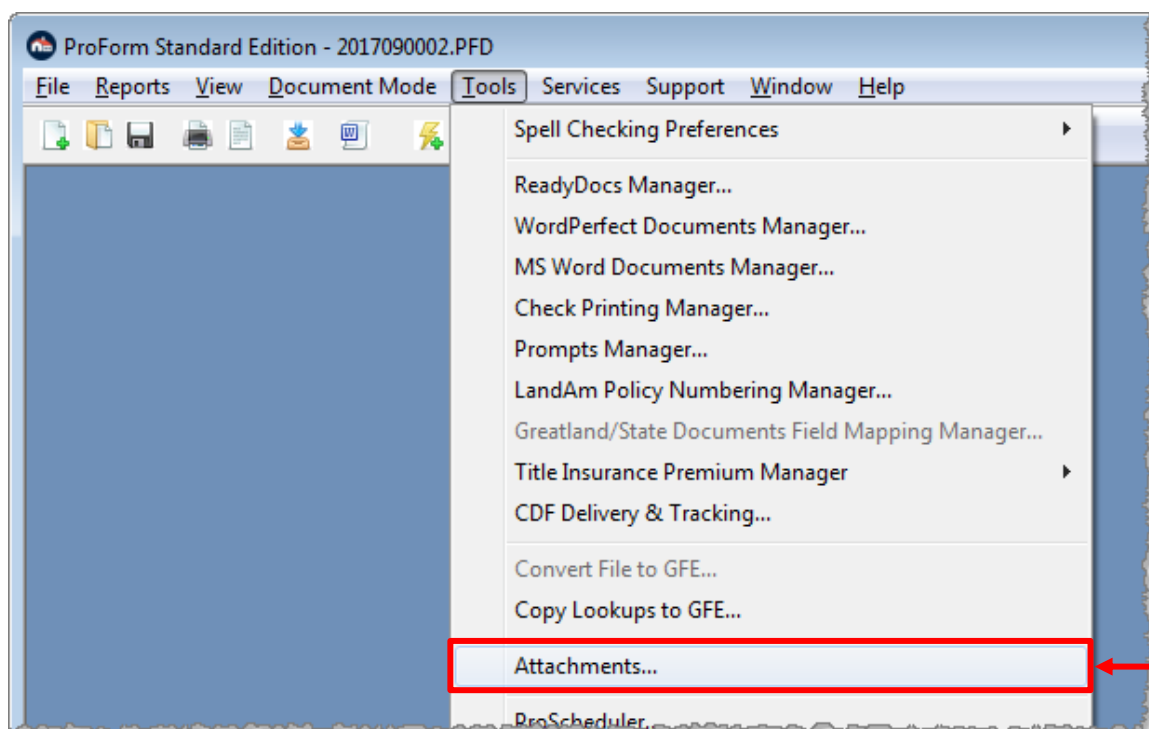 ProForm Standard Edition - 2017090002.PFD
File Reports View Document Mode Tools Services Support Window Help
Spell Checking Preferences
ReadyDocs Manager...
WordPerfect Documents Manager...
MS Word Documents Manager...
Check Printing Manager...
Prompts Manager...
LandAm Policy Numbering Manager...
Greatland/State Documents Field Mapping Manager...
Title Insurance Premium Manager
CDF Delivery & Tracking...
Convert File to GFE...
Copy Lookups to GFE...
Attachments...
ProScheduler...